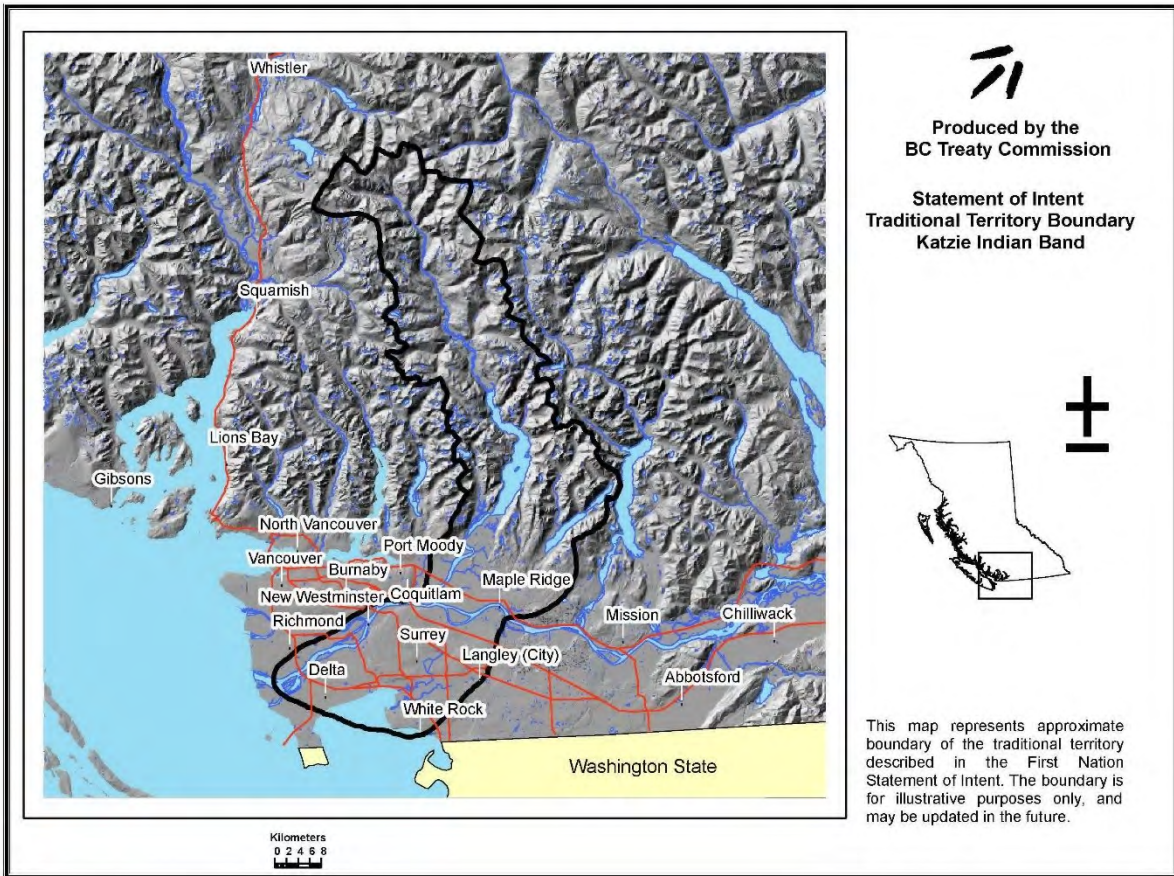 Whistler
Squamish
Lions Bay
Gibsons
North Vancouver
Port Moody
Vancouver
Burnaby
Maple Ridge
New Westminster
Coquitlam
Richmond
Surrey
Mission
Chilliwack
Langley (City)
Delta
Abbotsford
White Rock
Washington State
Kilometers
0 2 4 6 8
Produced by the
BC Treaty Commission
Statement of Intent
Traditional Territory Boundary
Katzie Indian Band
±
This map represents approximate
boundary of the traditional territory
described in the First Nation
Statement of Intent. The boundary is
for illustrative purposes only, and
may be updated in the future.